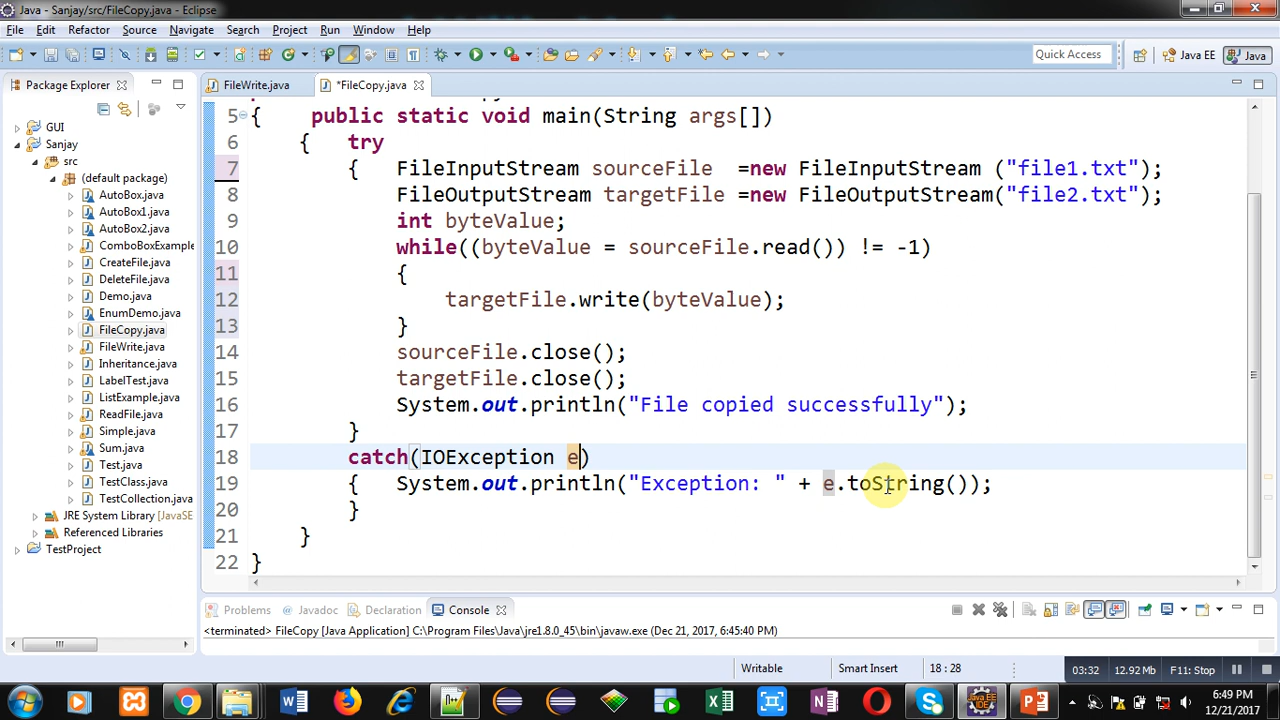 Java - Sanjay/src/FileCopy.java - Eclipse
File Edit Refactor Source Navigate Search Project Run Window Help
Quick Access Java EE Java
Package Explorer
GUI
Sanjay
src
(default package)
AutoBox.java
AutoBox1.java
AutoBox2.java
ComboBoxExample
CreateFile.java
DeleteFile.java
Demo.java
EnumDemo.java
FileCopy.java
FileWrite.java
Inheritance.java
LabelTest.java
ListExample.java
ReadFile.java
Simple.java
Sum.java
Test.java
TestClass.java
TestCollection.java
JRE System Library [JavaSE
Referenced Libraries
TestProject
FileWrite.java *FileCopy.java
5 { public static void main(String args[])
6 { try
7 { FileInputStream sourceFile =new FileInputStream ("file1.txt");
8 FileOutputStream targetFile =new FileOutputStream("file2.txt");
9 int byteValue;
10 while((byteValue = sourceFile.read()) != -1)
11 {
12 targetFile.write(byteValue);
13 }
14 sourceFile.close();
15 targetFile.close();
16 System.out.println("File copied successfully");
17 }
18 catch(IOException e)
19 { System.out.println("Exception: " + e.toString());
20 }
21 }
22 }
Problems Javadoc Declaration Console
<terminated> FileCopy [Java Application] C:\Program Files\Java\jre1.8.0_45\bin\javaw.exe (Dec 21, 2017, 6:45:40 PM)
Writable Smart Insert 18 : 28 03:32 12.92 Mb F11: Stop
6:49 PM
12/21/2017